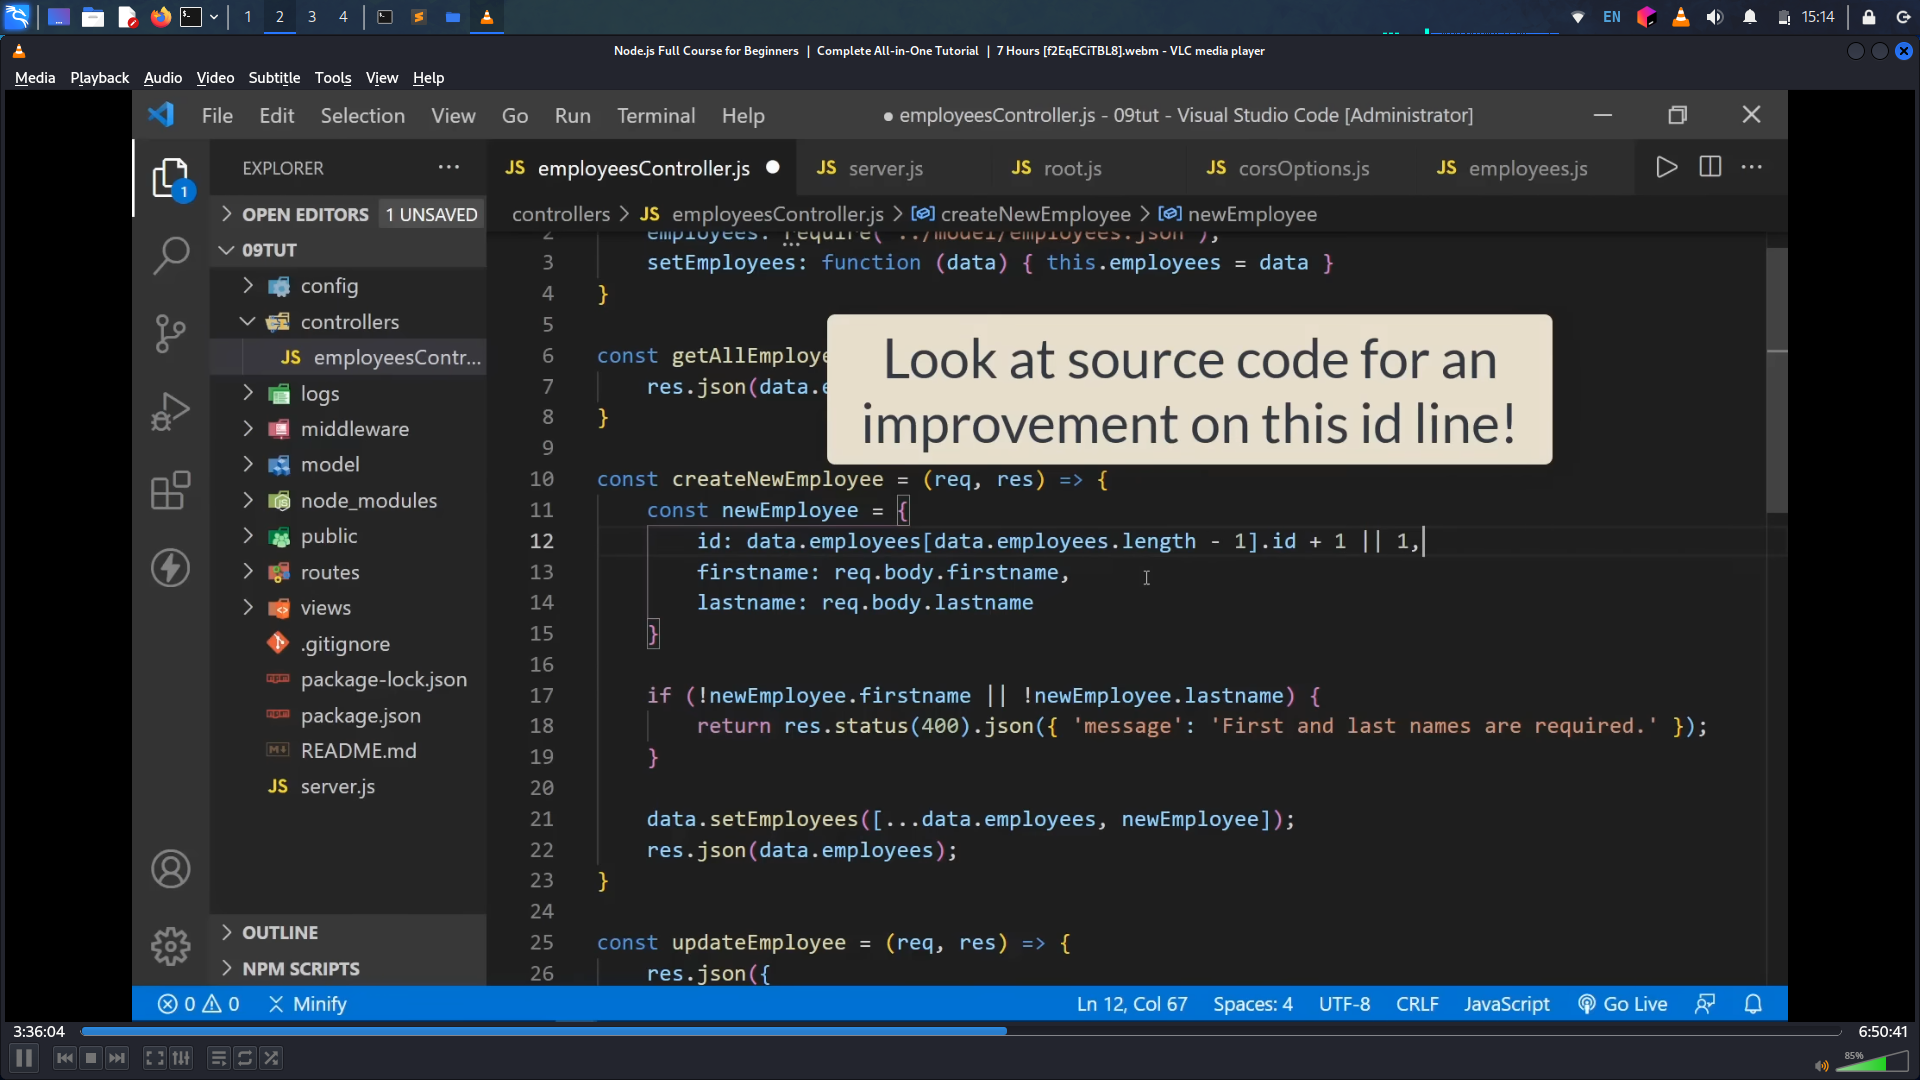 1 2 3 4 EN 15:14
Node.js Full Course for Beginners | Complete All-in-One Tutorial | 7 Hours [f2EqECiTBL8].webm - VLC media player
Media Playback Audio Video Subtitle Tools View Help
File Edit Selection View Go Run Terminal Help ● employeesController.js - 09tut - Visual Studio Code [Administrator]
EXPLORER ··· JS employeesController.js JS server.js JS root.js JS corsOptions.js JS employees.js ···
1
OPEN EDITORS 1 UNSAVED
controllers > JS employeesController.js > createNewEmployee > newEmployee
09TUT
config
controllers
JS employeesContr...
logs
middleware
model
node_modules
public
routes
views
.gitignore
package-lock.json
package.json
README.md
JS server.js
OUTLINE
NPM SCRIPTS
2 employees: require('../model/employees.json'),
3 setEmployees: function (data) { this.employees = data }
4 }
5
6 const getAllEmploye
7 res.json(data.e
8 }
9
Look at source code for an
improvement on this id line!
10 const createNewEmployee = (req, res) => {
11 const newEmployee = {
12 id: data.employees[data.employees.length - 1].id + 1 || 1,
13 firstname: req.body.firstname,
14 lastname: req.body.lastname
15 }
16
17 if (!newEmployee.firstname || !newEmployee.lastname) {
18 return res.status(400).json({ 'message': 'First and last names are required.' });
19 }
20
21 data.setEmployees([...data.employees, newEmployee]);
22 res.json(data.employees);
23 }
24
25 const updateEmployee = (req, res) => {
26 res.json({
0 0 Minify Ln 12, Col 67 Spaces: 4 UTF-8 CRLF JavaScript Go Live
3:36:04 6:50:41
85%